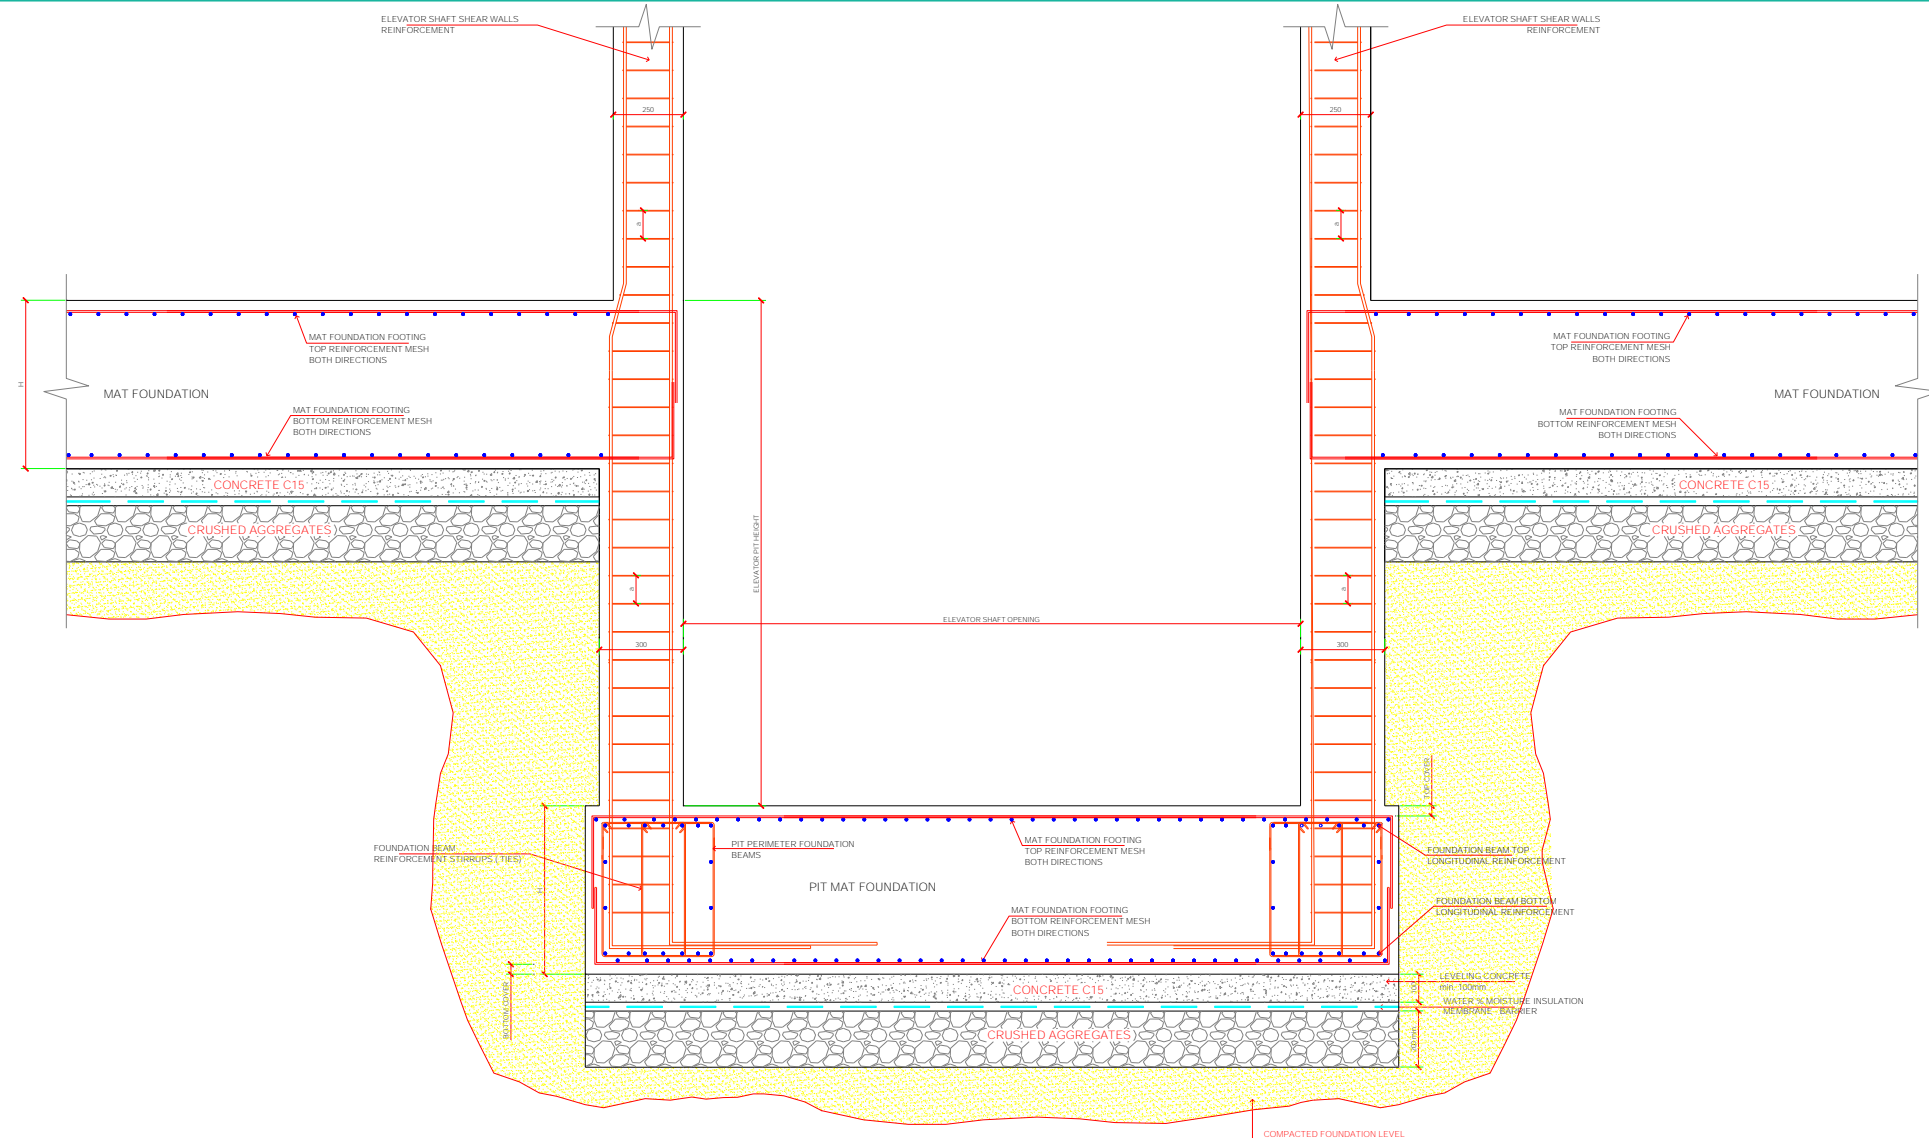 ELEVATOR SHAFT SHEAR WALLS
REINFORCEMENT
ELEVATOR SHAFT SHEAR WALLS
REINFORCEMENT
250
250
a
a
MAT FOUNDATION FOOTING
TOP REINFORCEMENT MESH
BOTH DIRECTIONS
MAT FOUNDATION FOOTING
TOP REINFORCEMENT MESH
BOTH DIRECTIONS
H
MAT FOUNDATION
MAT FOUNDATION
MAT FOUNDATION FOOTING
BOTTOM REINFORCEMENT MESH
BOTH DIRECTIONS
MAT FOUNDATION FOOTING
BOTTOM REINFORCEMENT MESH
BOTH DIRECTIONS
CONCRETE C15
CONCRETE C15
CRUSHED AGGREGATES
CRUSHED AGGREGATES
ELEVATOR PIT HEIGHT
a
a
ELEVATOR SHAFT OPENING
300
300
TOP COVER
FOUNDATION BEAM
REINFORCEMENT STIRRUPS ( TIES)
PIT PERIMETER FOUNDATION
BEAMS
MAT FOUNDATION FOOTING
TOP REINFORCEMENT MESH
BOTH DIRECTIONS
FOUNDATION BEAM TOP
LONGITUDINAL REINFORCEMENT
H
PIT MAT FOUNDATION
MAT FOUNDATION FOOTING
BOTTOM REINFORCEMENT MESH
BOTH DIRECTIONS
FOUNDATION BEAM BOTTOM
LONGITUDINAL REINFORCEMENT
BOTTOM COVER
CONCRETE C15
100
LEVELING CONCRETE
min. 100mm
WATER % MOISTURE INSULATION
MEMBRANE - BARRIER
CRUSHED AGGREGATES
COMPACTED FOUNDATION LEVEL